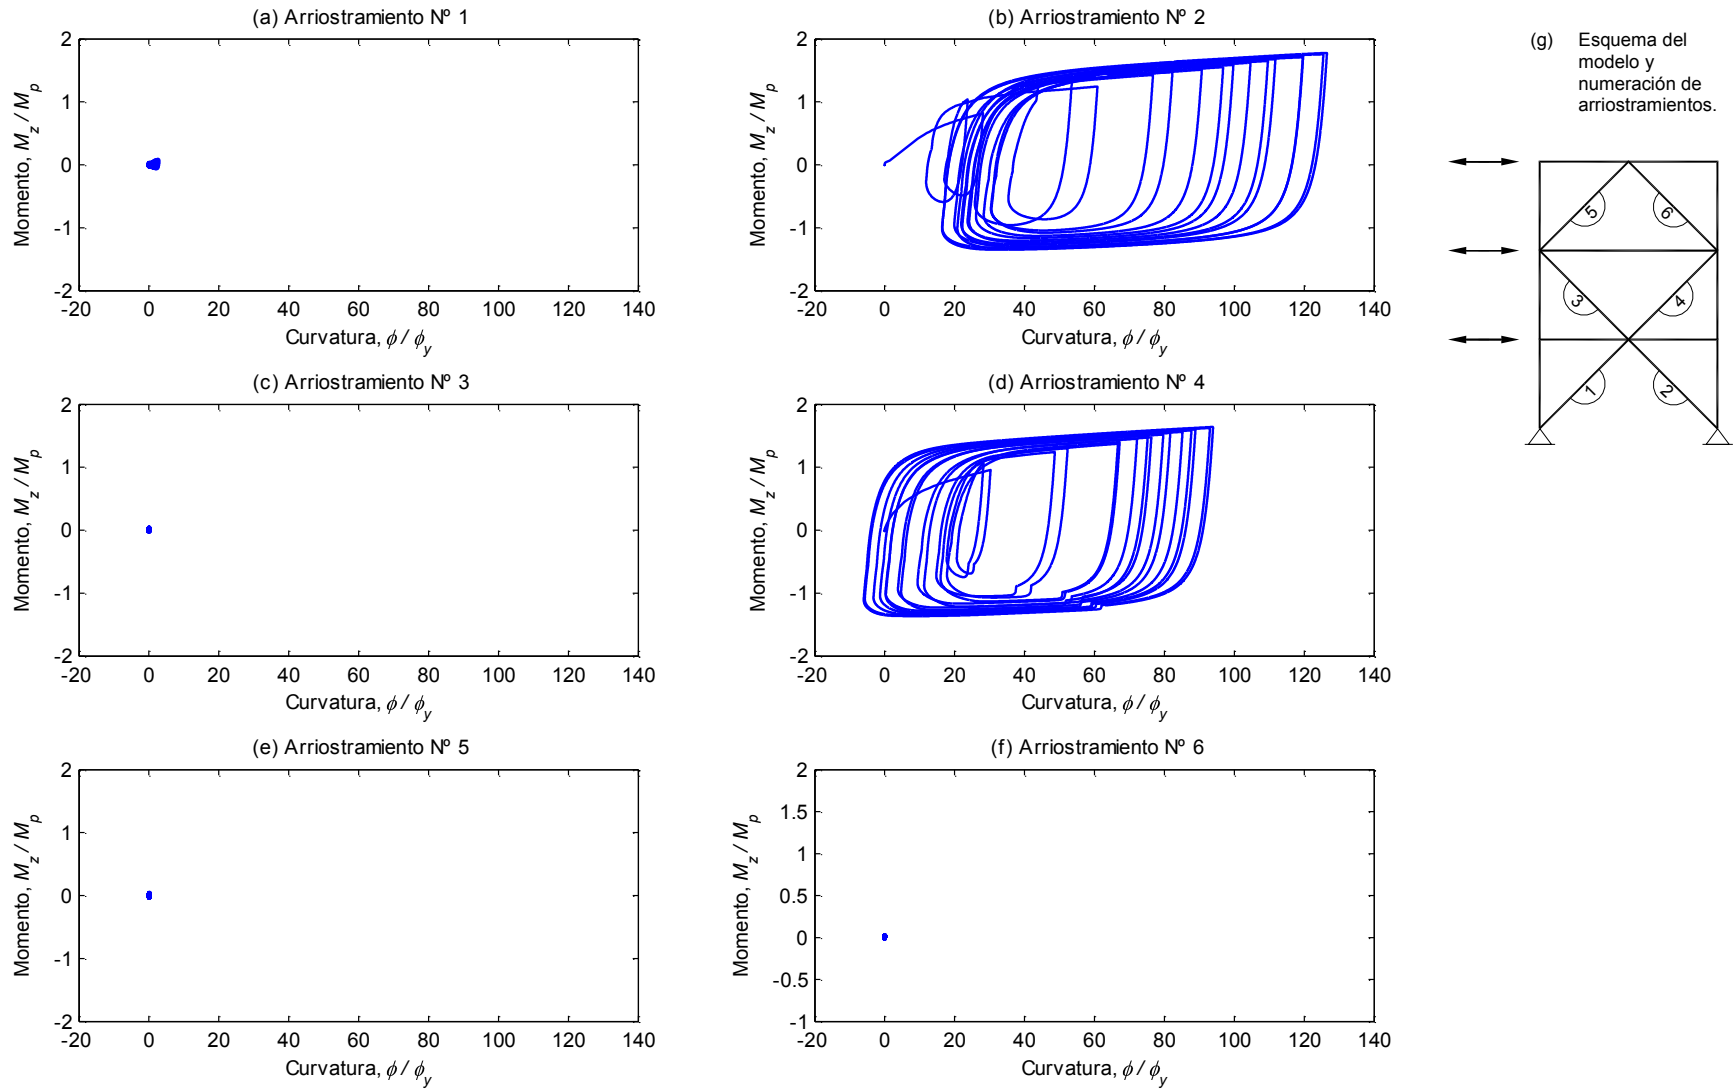 (a) Arriostramiento Nº 1
2
1
0
-1
-2
Momento, M_z / M_p
-20 0 20 40 60 80 100 120 140
Curvatura, ϕ / ϕ_y
(b) Arriostramiento Nº 2
2
1
0
-1
-2
Momento, M_z / M_p
-20 0 20 40 60 80 100 120 140
Curvatura, ϕ / ϕ_y
(g) Esquema del
modelo y
numeración de
arriostramientos.
5 6
3 4
1 2
(c) Arriostramiento Nº 3
2
1
0
-1
-2
Momento, M_z / M_p
-20 0 20 40 60 80 100 120 140
Curvatura, ϕ / ϕ_y
(d) Arriostramiento Nº 4
2
1
0
-1
-2
Momento, M_z / M_p
-20 0 20 40 60 80 100 120 140
Curvatura, ϕ / ϕ_y
(e) Arriostramiento Nº 5
2
1
0
-1
-2
Momento, M_z / M_p
-20 0 20 40 60 80 100 120 140
Curvatura, ϕ / ϕ_y
(f) Arriostramiento Nº 6
2
1.5
1
0.5
0
-0.5
-1
Momento, M_z / M_p
-20 0 20 40 60 80 100 120 140
Curvatura, ϕ / ϕ_y